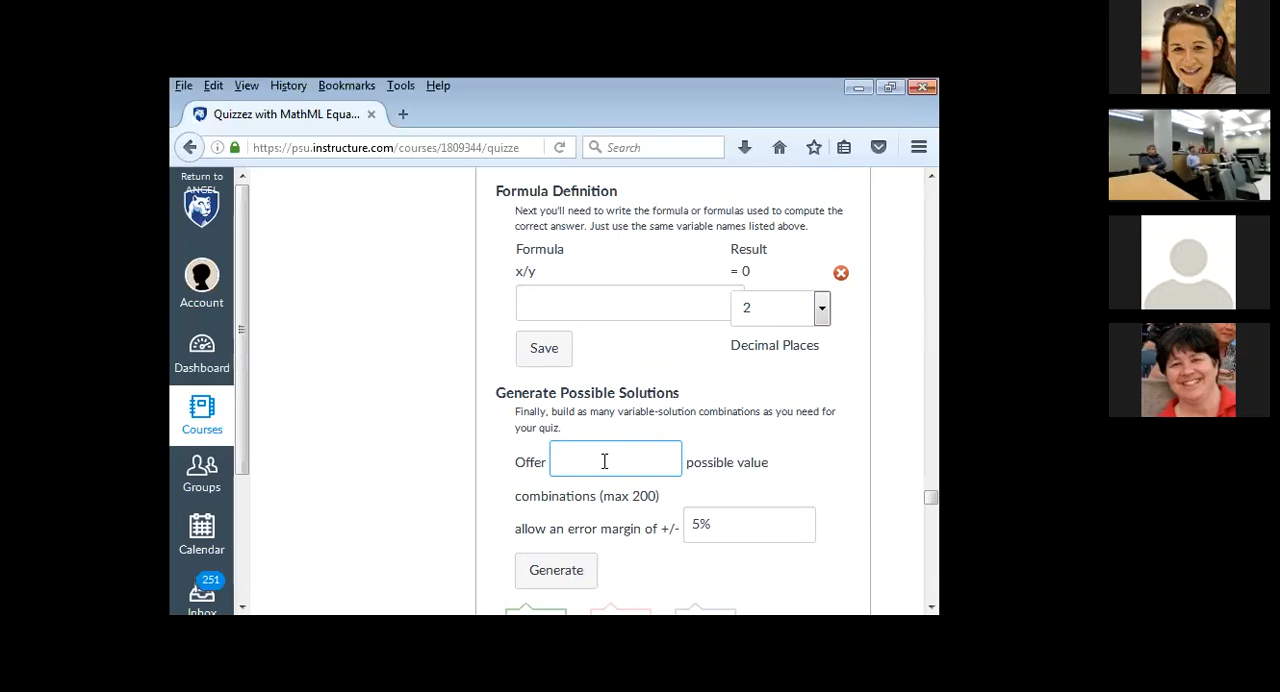 File Edit View History Bookmarks Tools Help
Quizzez with MathML Equa...
https://psu.instructure.com/courses/1809344/quizze
Search
Return to
ANGEL
Account
Dashboard
Courses
Groups
Calendar
251
Inbox
Formula Definition
Next you'll need to write the formula or formulas used to compute the
correct answer. Just use the same variable names listed above.
Formula Result
x/y = 0
2
Save
Decimal Places
Generate Possible Solutions
Finally, build as many variable-solution combinations as you need for
your quiz.
Offer possible value
combinations (max 200)
allow an error margin of +/- 5%
Generate